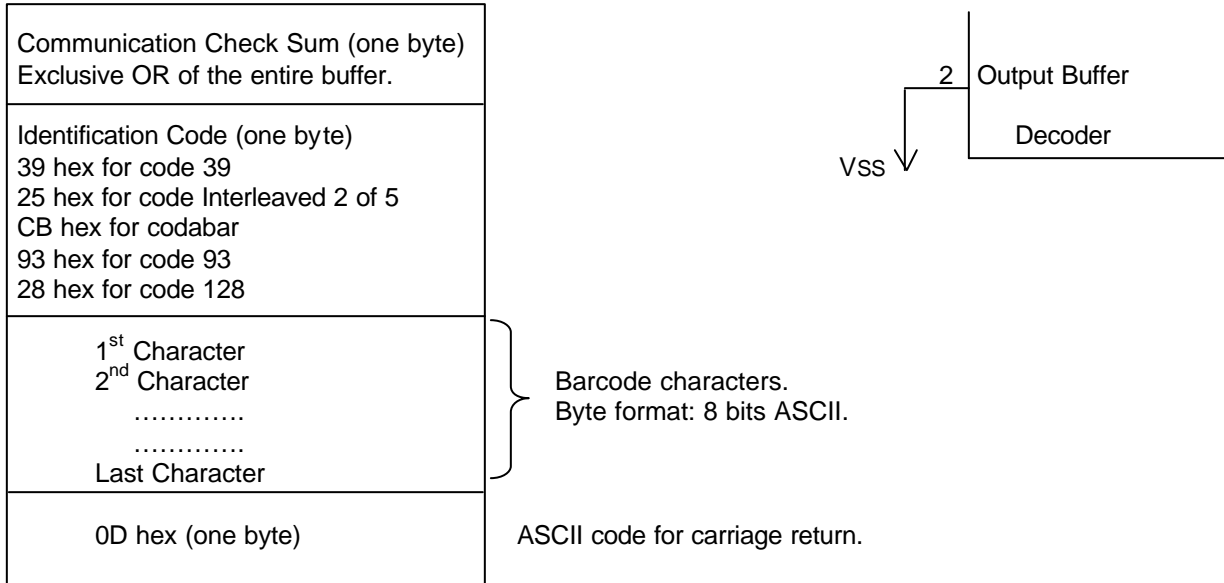 Communication Check Sum (one byte)
Exclusive OR of the entire buffer.
Identification Code (one byte)
39 hex for code 39
25 hex for code Interleaved 2 of 5
CB hex for codabar
93 hex for code 93
28 hex for code 128
1st Character
2nd Character
………….
………….
Last Character
0D hex (one byte)
Barcode characters.
Byte format: 8 bits ASCII.
ASCII code for carriage return.
2 Output Buffer
Decoder
VSS